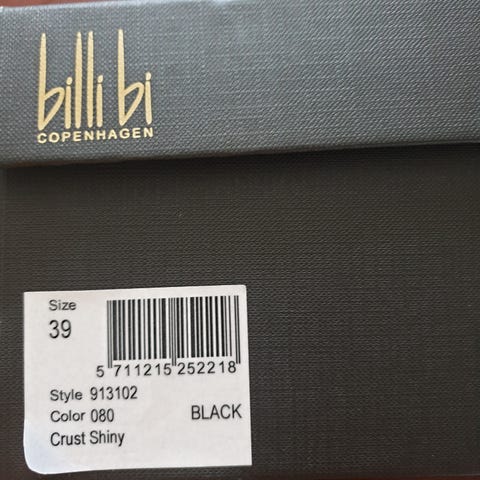 billi bi
COPENHAGEN
Size
39
5 711215 252218
Style 913102
Color 080 BLACK
Crust Shiny